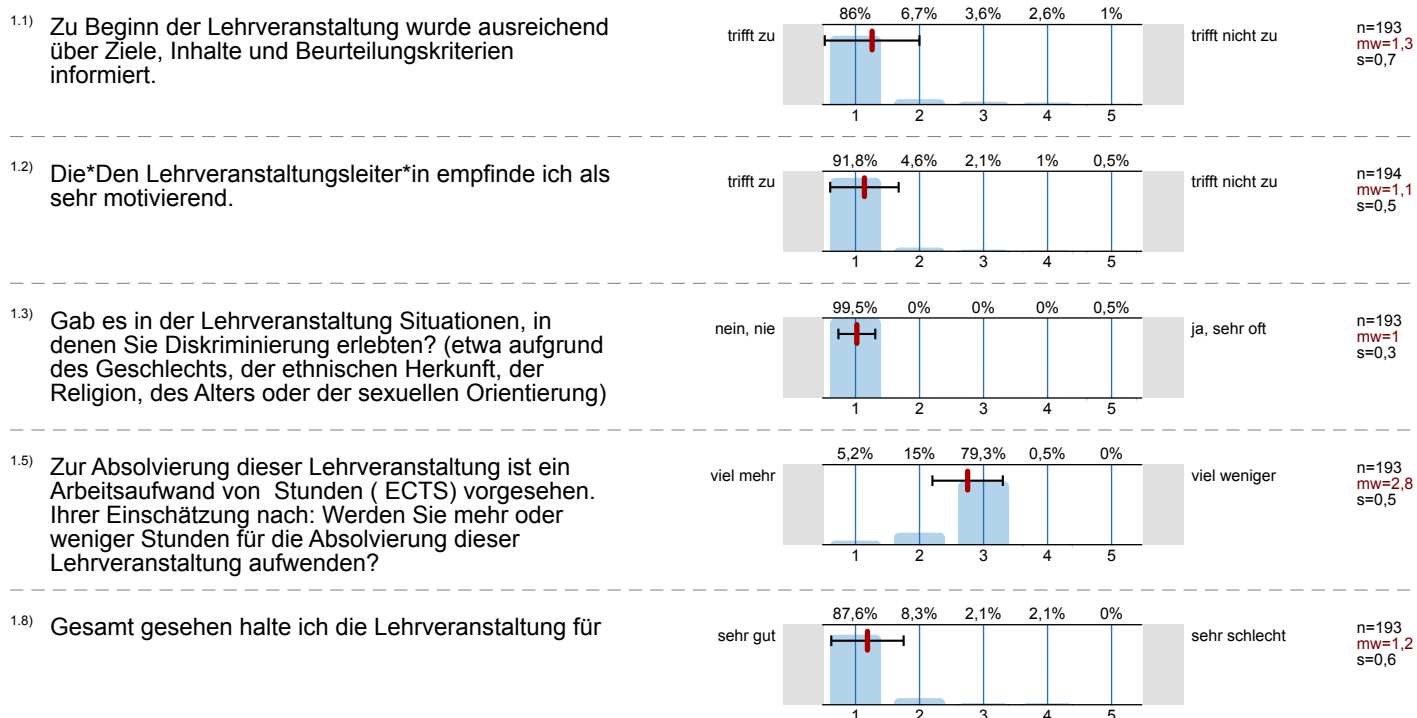 1.1) Zu Beginn der Lehrveranstaltung wurde ausreichend
über Ziele, Inhalte und Beurteilungskriterien
informiert.
86% 6,7% 3,6% 2,6% 1%
trifft zu
trifft nicht zu
n=193
mw=1,3
s=0,7
1 2 3 4 5
1.2) Die*Den Lehrveranstaltungsleiter*in empfinde ich als
sehr motivierend.
91,8% 4,6% 2,1% 1% 0,5%
trifft zu
trifft nicht zu
n=194
mw=1,1
s=0,5
1 2 3 4 5
1.3) Gab es in der Lehrveranstaltung Situationen, in
denen Sie Diskriminierung erlebten? (etwa aufgrund
des Geschlechts, der ethnischen Herkunft, der
Religion, des Alters oder der sexuellen Orientierung)
99,5% 0% 0% 0% 0,5%
nein, nie
ja, sehr oft
n=193
mw=1
s=0,3
1 2 3 4 5
1.5) Zur Absolvierung dieser Lehrveranstaltung ist ein
Arbeitsaufwand von  Stunden ( ECTS) vorgesehen.
Ihrer Einschätzung nach: Werden Sie mehr oder
weniger Stunden für die Absolvierung dieser
Lehrveranstaltung aufwenden?
5,2% 15% 79,3% 0,5% 0%
viel mehr
viel weniger
n=193
mw=2,8
s=0,5
1 2 3 4 5
1.8) Gesamt gesehen halte ich die Lehrveranstaltung für
87,6% 8,3% 2,1% 2,1% 0%
sehr gut
sehr schlecht
n=193
mw=1,2
s=0,6
1 2 3 4 5